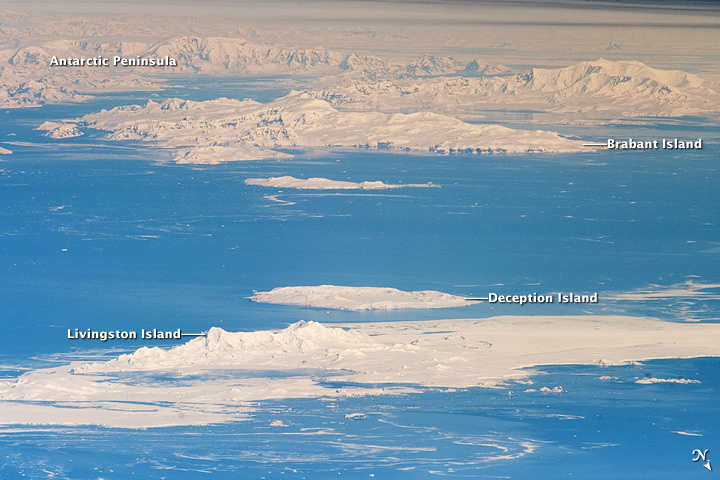 Antarctic Peninsula
Brabant Island
Deception Island
Livingston Island
N